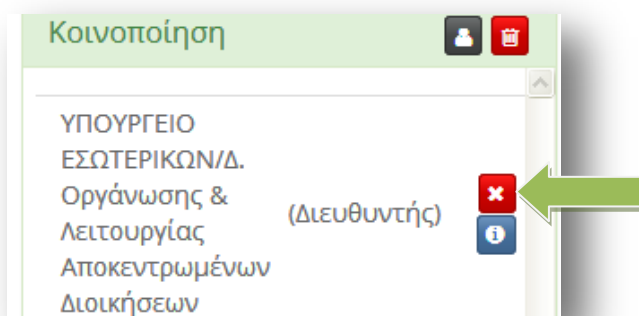 Κοινοποίηση
ΥΠΟΥΡΓΕΙΟ
ΕΣΩΤΕΡΙΚΩΝ/Δ.
Οργάνωσης &
Λειτουργίας
Αποκεντρωμένων
Διοικήσεων
(Διευθυντής)